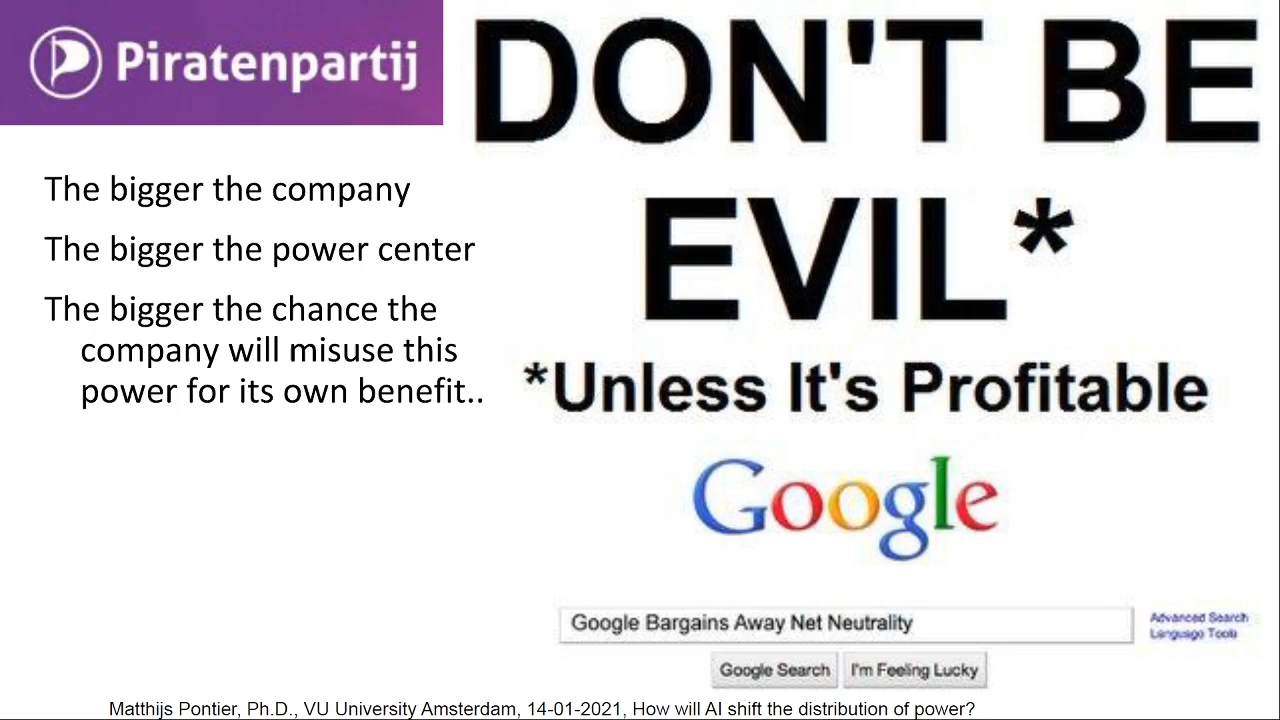 Piratenpartij
The bigger the company
The bigger the power center
The bigger the chance the
company will misuse this
power for its own benefit..
DON'T BE
EVIL*
*Unless It's Profitable
Google
Google Bargains Away Net Neutrality
Advanced Search
Language Tools
Google Search
I'm Feeling Lucky
Matthijs Pontier, Ph.D., VU University Amsterdam, 14-01-2021, How will AI shift the distribution of power?